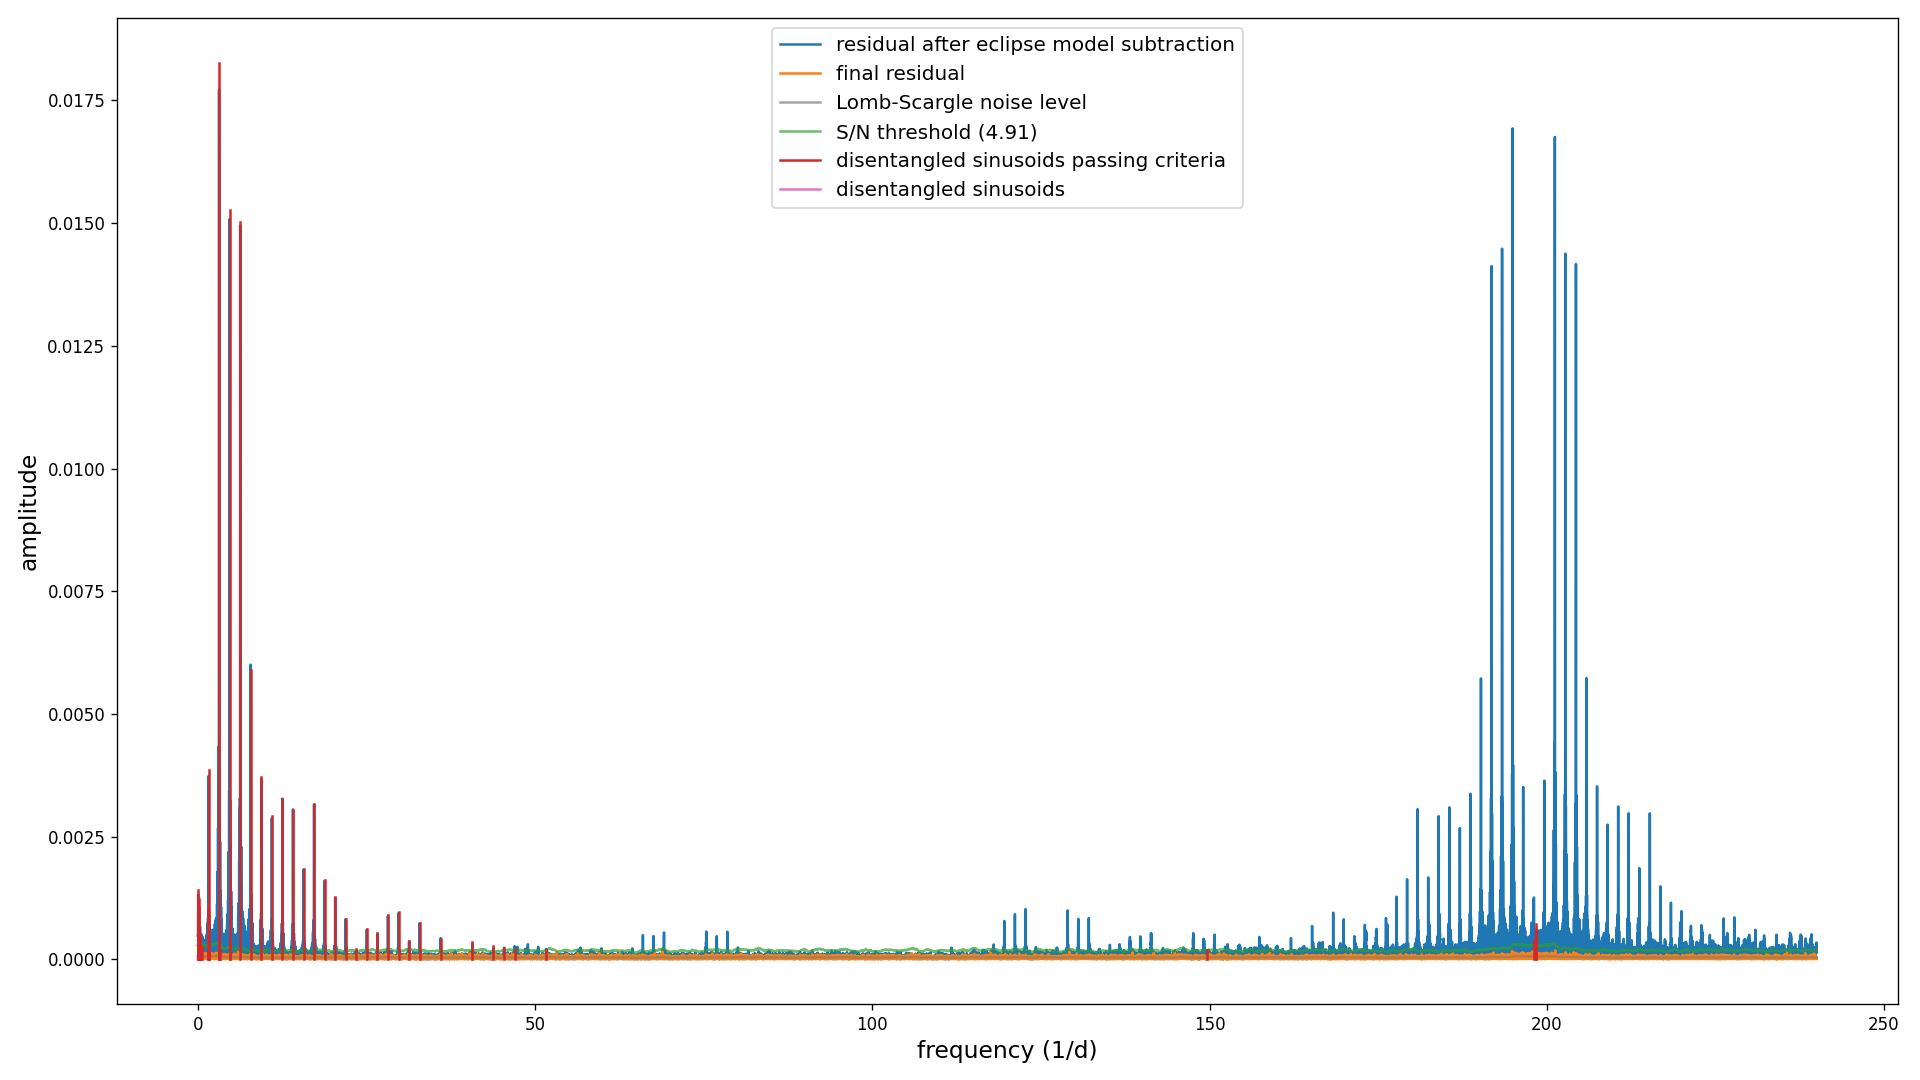 residual after eclipse model subtraction
final residual
Lomb-Scargle noise level
S/N threshold (4.91)
disentangled sinusoids passing criteria
disentangled sinusoids
amplitude
0.0175
0.0150
0.0125
0.0100
0.0075
0.0050
0.0025
0.0000
0 50 100 150 200 250
frequency (1/d)